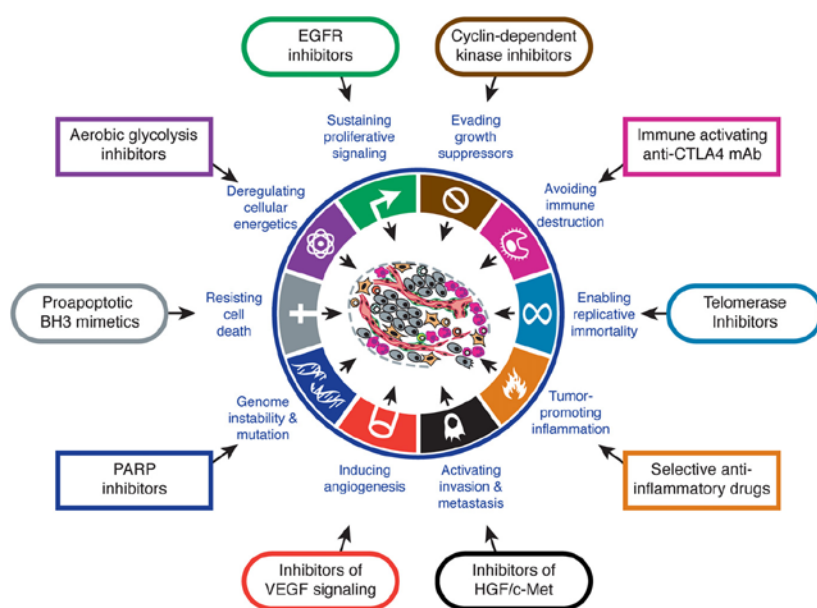 EGFR
inhibitors
Cyclin-dependent
kinase inhibitors
Sustaining
proliferative
signaling
Evading
growth
suppressors
Aerobic glycolysis
inhibitors
Immune activating
anti-CTLA4 mAb
Deregulating
cellular
energetics
Avoiding
immune
destruction
Proapoptotic
BH3 mimetics
Resisting
cell
death
Enabling
replicative
immortality
Telomerase
Inhibitors
Genome
instability &
mutation
Tumor-
promoting
inflammation
PARP
inhibitors
Inducing
angiogenesis
Activating
invasion &
metastasis
Selective anti-
inflammatory drugs
Inhibitors of
VEGF signaling
Inhibitors of
HGF/c-Met